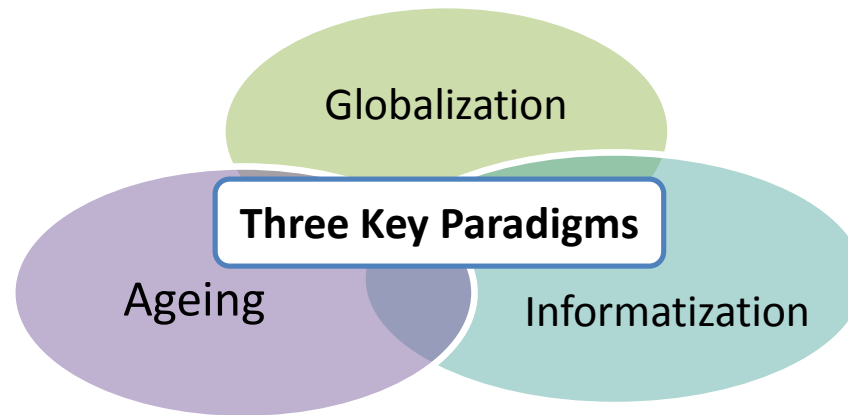 Globalization
Three Key Paradigms
Ageing
Informatization